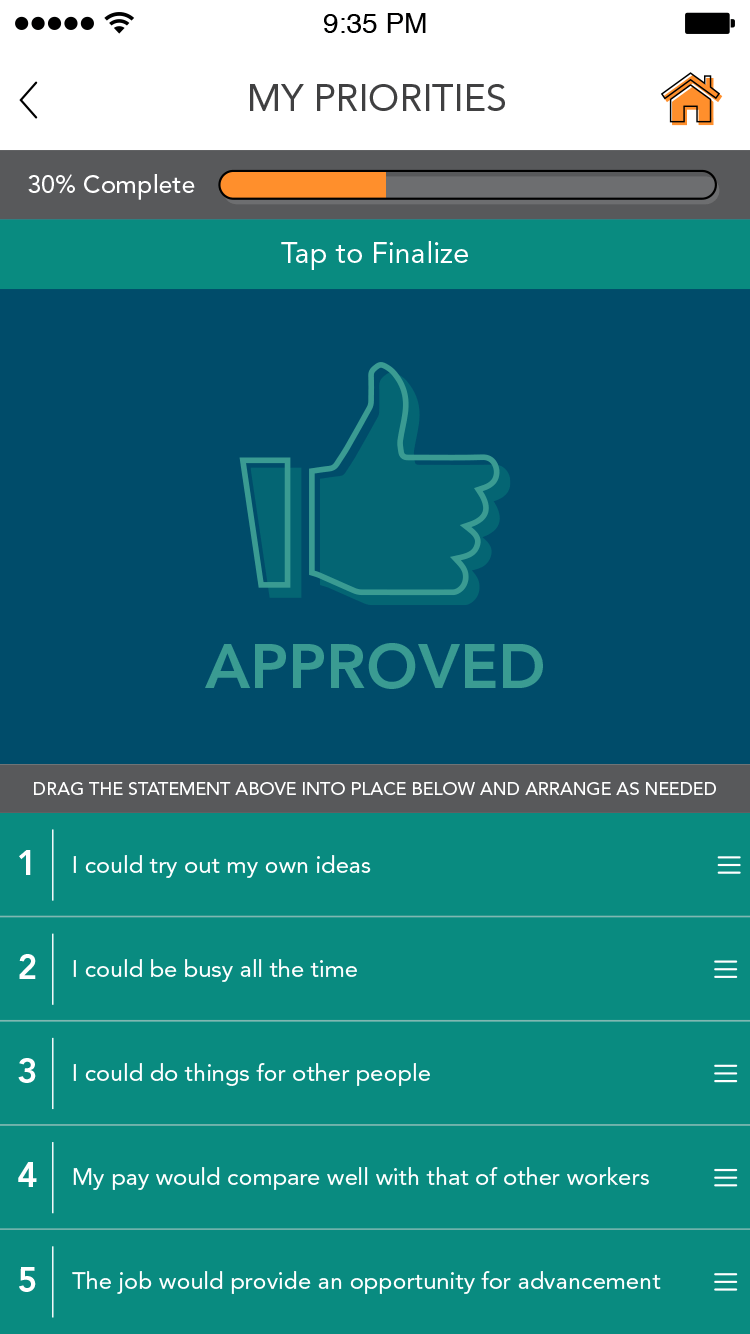 9:35 PM
MY PRIORITIES
30% Complete
Tap to Finalize
APPROVED
DRAG THE STATEMENT ABOVE INTO PLACE BELOW AND ARRANGE AS NEEDED
1 I could try out my own ideas
2 I could be busy all the time
3 I could do things for other people
4 My pay would compare well with that of other workers
5 The job would provide an opportunity for advancement